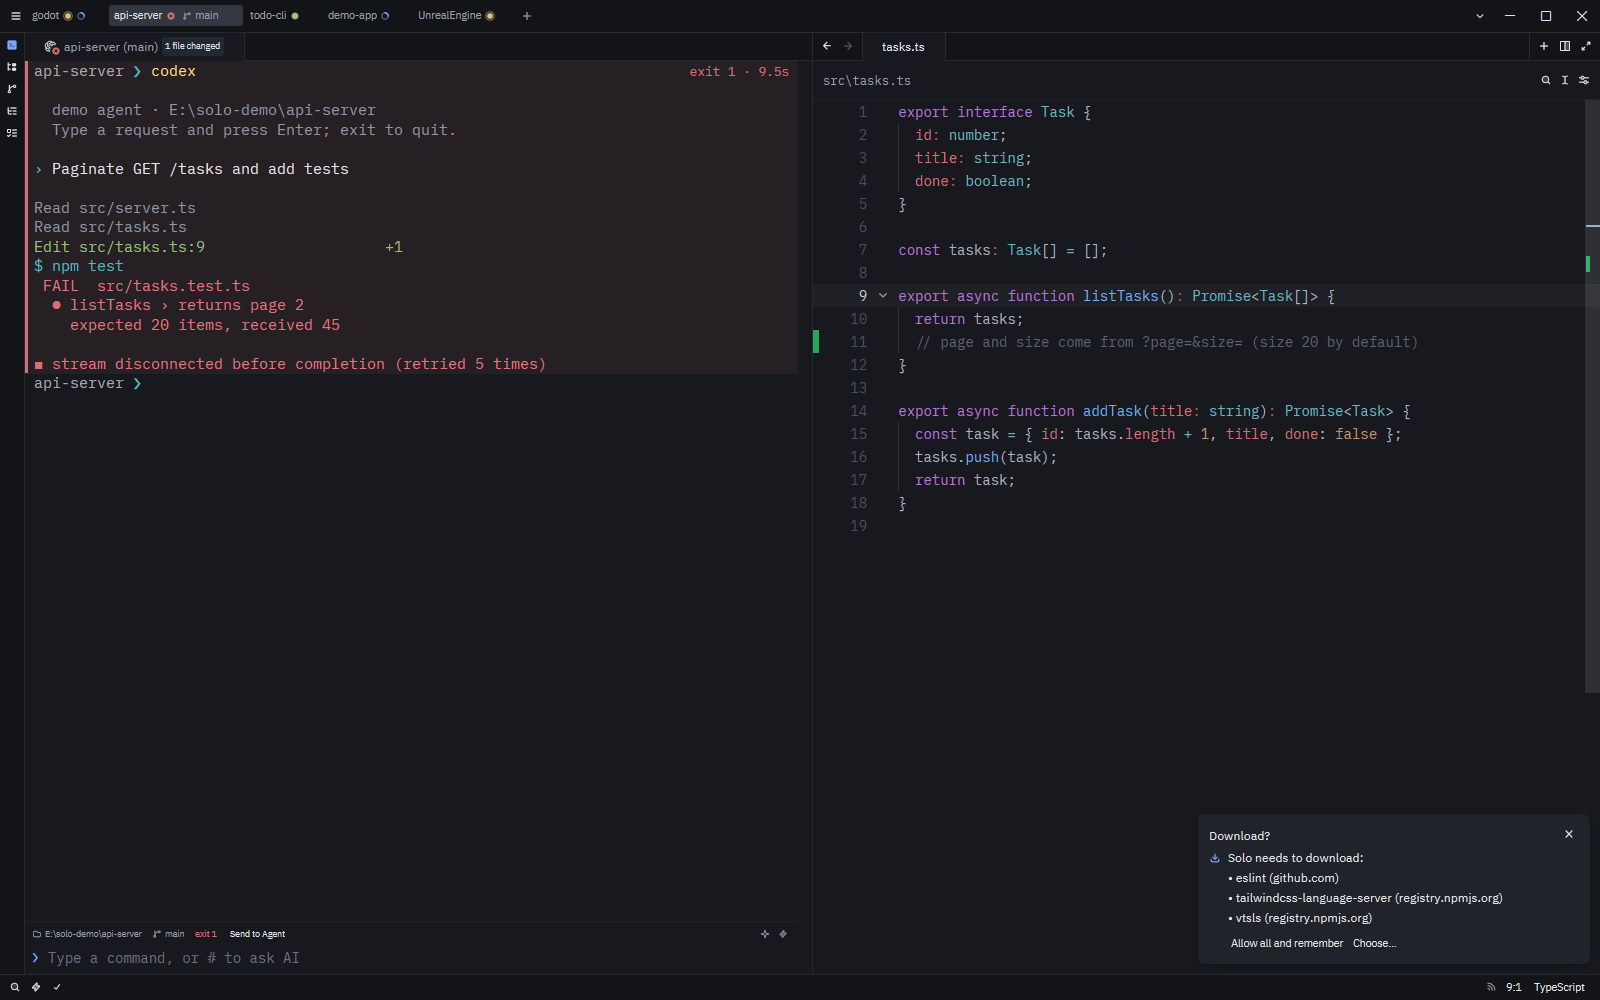 godot
api-server main
todo-cli
demo-app
UnrealEngine
api-server (main) 1 file changed
api-server ❯ codex
exit 1 · 9.5s
demo agent · E:\solo-demo\api-server
Type a request and press Enter; exit to quit.
› Paginate GET /tasks and add tests
Read src/server.ts
Read src/tasks.ts
Edit src/tasks.ts:9 +1
$ npm test
FAIL src/tasks.test.ts
● listTasks › returns page 2
expected 20 items, received 45
■ stream disconnected before completion (retried 5 times)
api-server ❯
E:\solo-demo\api-server main exit 1 Send to Agent
❯ Type a command, or # to ask AI
tasks.ts
src\tasks.ts
1 export interface Task {
2 id: number;
3 title: string;
4 done: boolean;
5 }
6
7 const tasks: Task[] = [];
8
9 export async function listTasks(): Promise<Task[]> {
10 return tasks;
11 // page and size come from ?page=&size= (size 20 by default)
12 }
13
14 export async function addTask(title: string): Promise<Task> {
15 const task = { id: tasks.length + 1, title, done: false };
16 tasks.push(task);
17 return task;
18 }
19
Download?
Solo needs to download:
• eslint (github.com)
• tailwindcss-language-server (registry.npmjs.org)
• vtsls (registry.npmjs.org)
Allow all and remember Choose...
9:1 TypeScript